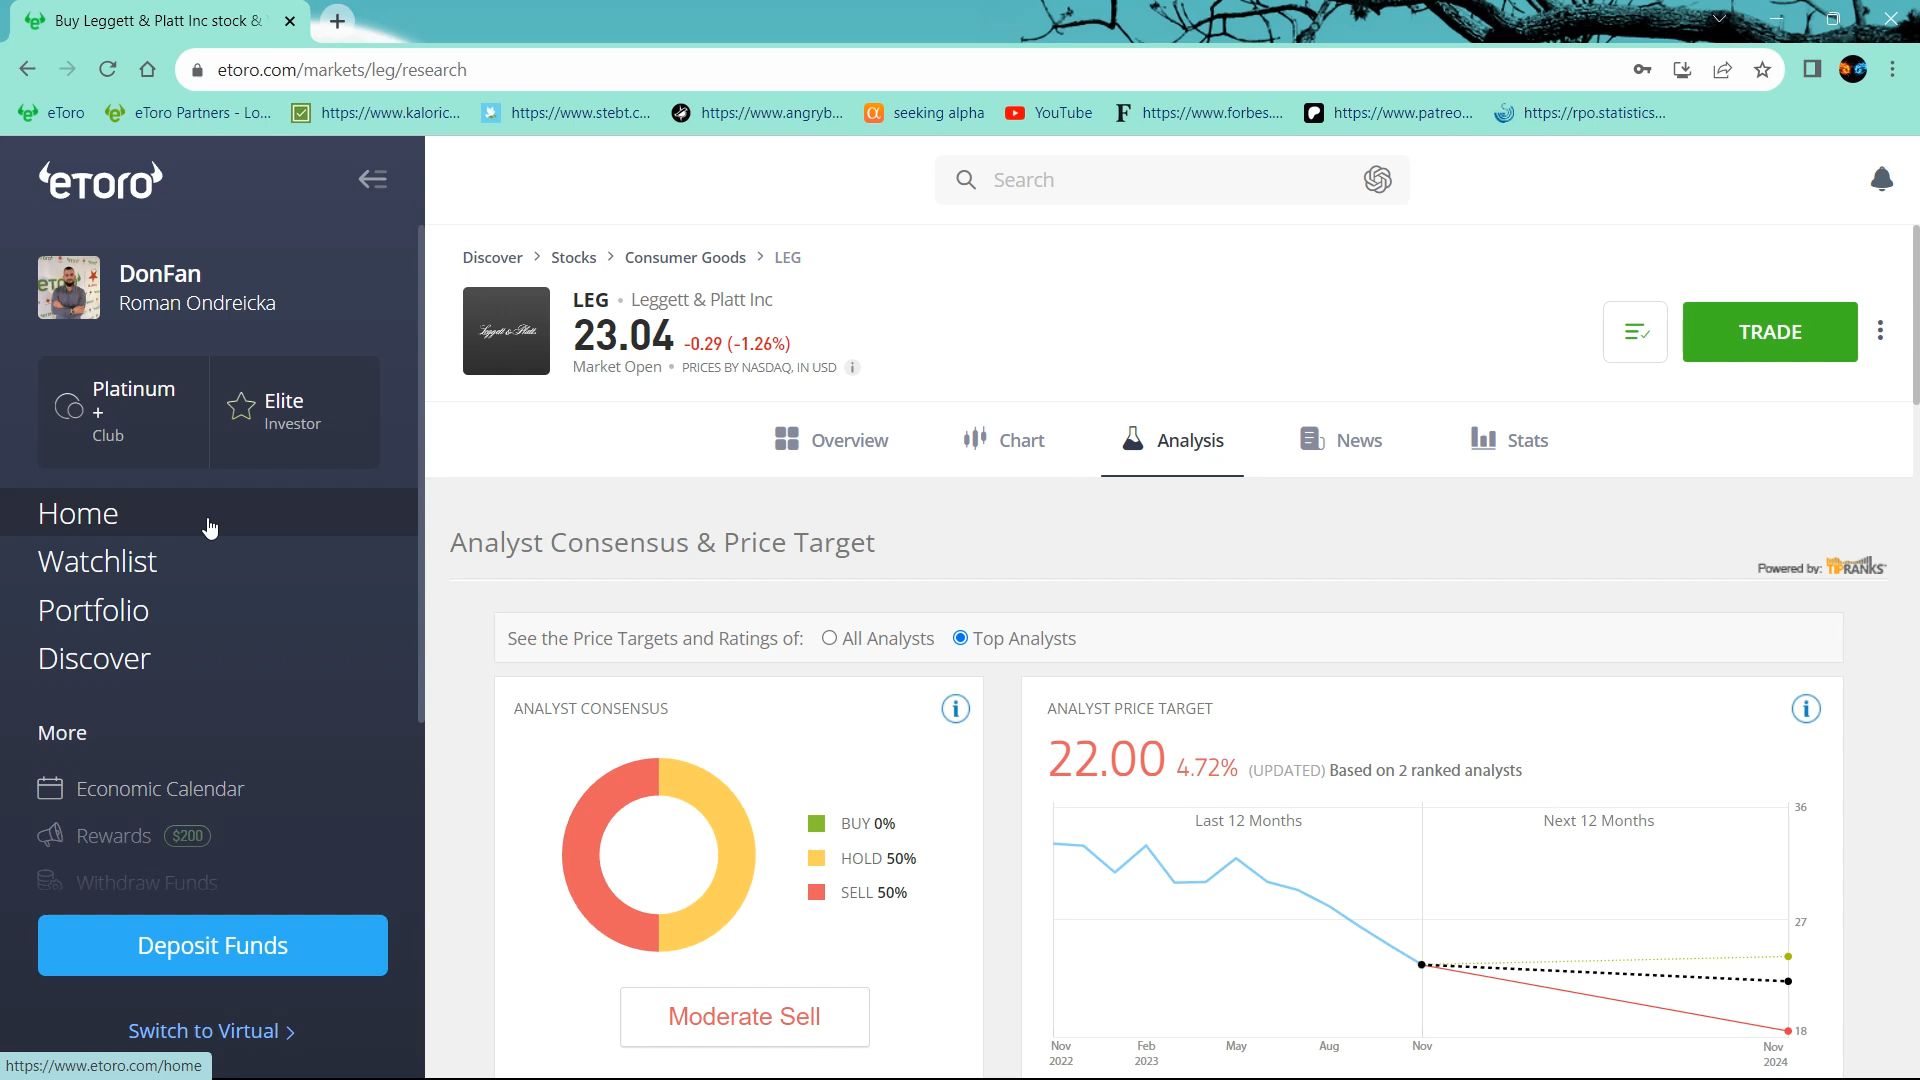 Buy Leggett & Platt Inc stock &
etoro.com/markets/leg/research
eToro
eToro Partners - Lo...
https://www.kaloric...
https://www.stebt.c...
https://www.angryb...
seeking alpha
YouTube
https://www.forbes....
https://www.patreo...
https://rpo.statistics...
eToro
Search
DonFan
Roman Ondreicka
Platinum
+
Club
Elite
Investor
Home
Watchlist
Portfolio
Discover
More
Economic Calendar
Rewards $200
Withdraw Funds
Deposit Funds
Switch to Virtual >
https://www.etoro.com/home
Discover > Stocks > Consumer Goods > LEG
Leggett & Platt
LEG • Leggett & Platt Inc
23.04 -0.29 (-1.26%)
Market Open • PRICES BY NASDAQ, IN USD
TRADE
Overview
Chart
Analysis
News
Stats
Analyst Consensus & Price Target
Powered by: TIPRANKS
See the Price Targets and Ratings of: All Analysts Top Analysts
ANALYST CONSENSUS
BUY 0%
HOLD 50%
SELL 50%
Moderate Sell
ANALYST PRICE TARGET
22.00 4.72% (UPDATED) Based on 2 ranked analysts
Last 12 Months
Next 12 Months
36
27
18
Nov 2022
Feb 2023
May
Aug
Nov
Nov 2024